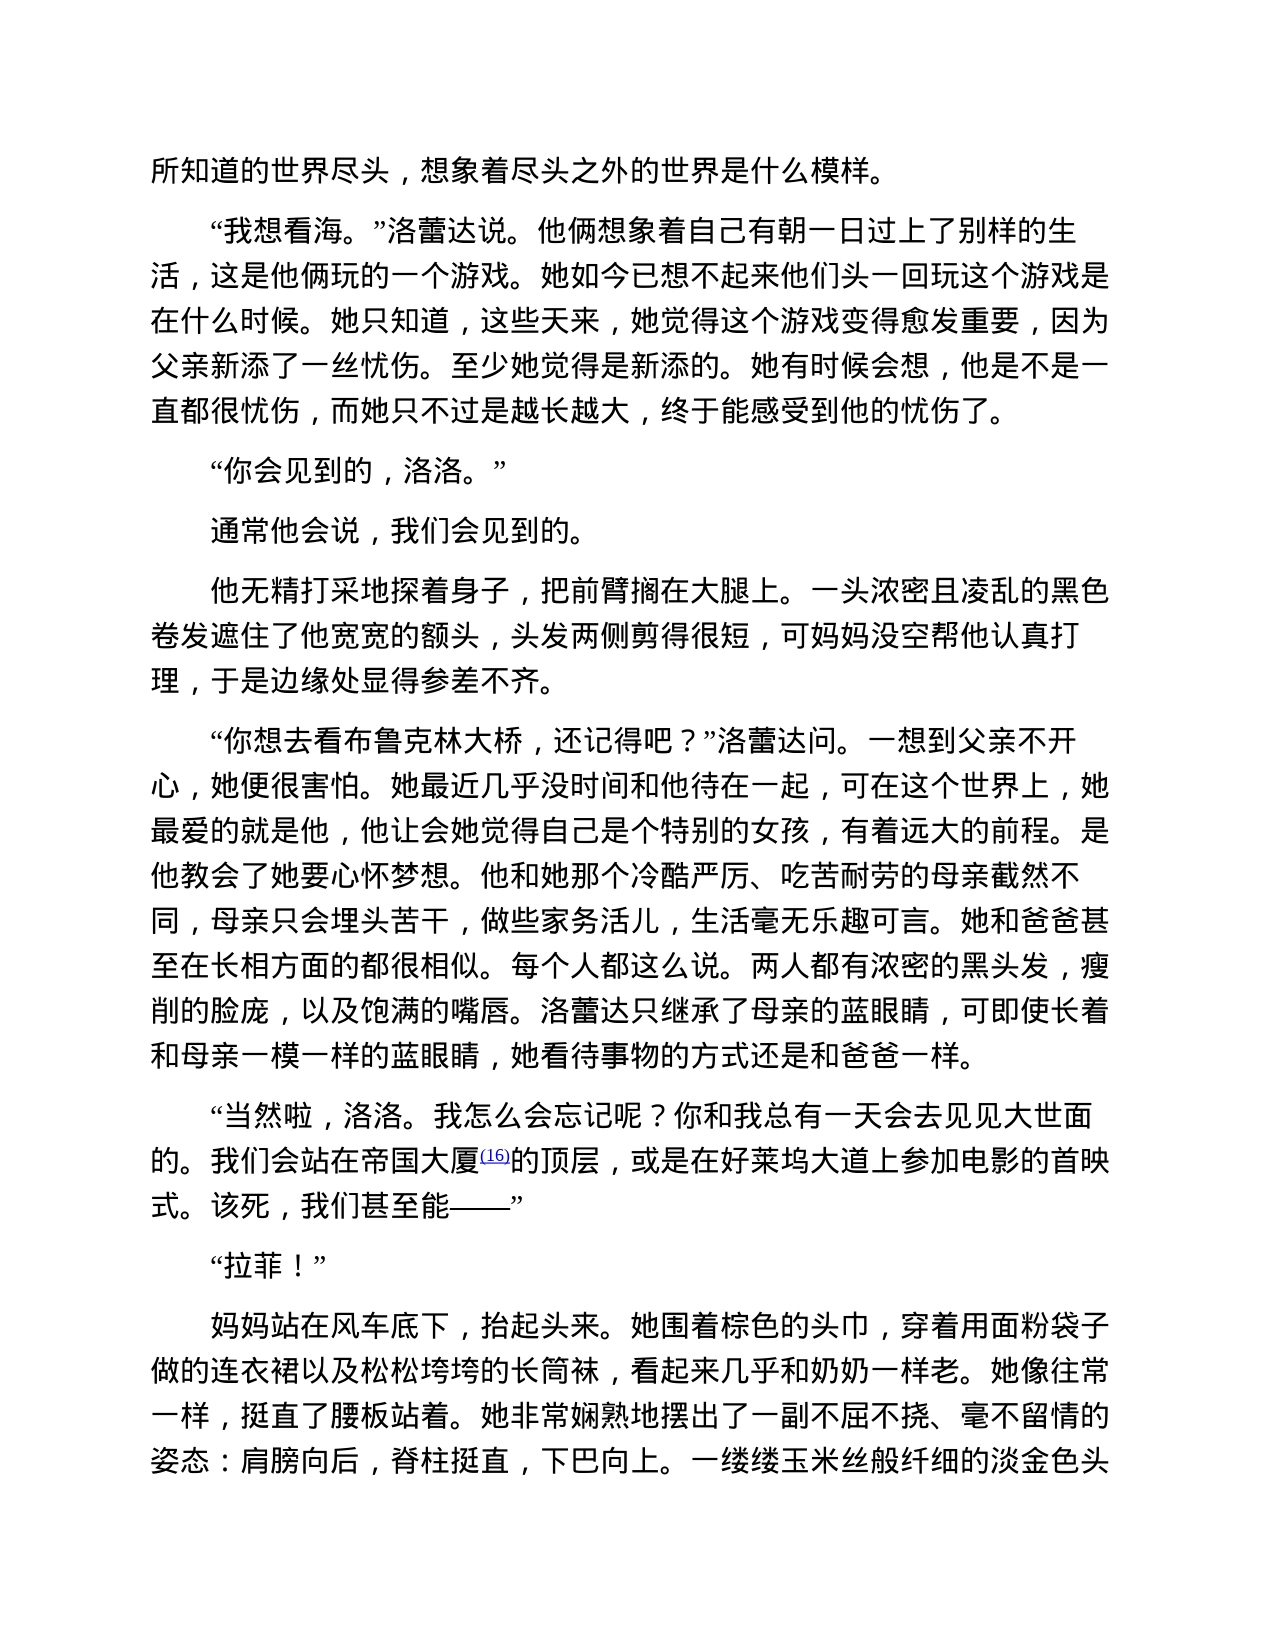 所知道的世界尽头，想象着尽头之外的世界是什么模样。
“我想看海。”洛蕾达说。他俩想象着自己有朝一日过上了别样的生
活，这是他俩玩的一个游戏。她如今已想不起来他们头一回玩这个游戏是
在什么时候。她只知道，这些天来，她觉得这个游戏变得愈发重要，因为
父亲新添了一丝忧伤。至少她觉得是新添的。她有时候会想，他是不是一
直都很忧伤，而她只不过是越长越大，终于能感受到他的忧伤了。
“你会见到的，洛洛。”
通常他会说，我们会见到的。
他无精打采地探着身子，把前臂搁在大腿上。一头浓密且凌乱的黑色
卷发遮住了他宽宽的额头，头发两侧剪得很短，可妈妈没空帮他认真打
理，于是边缘处显得参差不齐。
“你想去看布鲁克林大桥，还记得吧？”洛蕾达问。一想到父亲不开
心，她便很害怕。她最近几乎没时间和他待在一起，可在这个世界上，她
最爱的就是他，他让会她觉得自己是个特别的女孩，有着远大的前程。是
他教会了她要心怀梦想。他和她那个冷酷严厉、吃苦耐劳的母亲截然不
同，母亲只会埋头苦干，做些家务活儿，生活毫无乐趣可言。她和爸爸甚
至在长相方面的都很相似。每个人都这么说。两人都有浓密的黑头发，瘦
削的脸庞，以及饱满的嘴唇。洛蕾达只继承了母亲的蓝眼睛，可即使长着
和母亲一模一样的蓝眼睛，她看待事物的方式还是和爸爸一样。
“当然啦，洛洛。我怎么会忘记呢？你和我总有一天会去见见大世面
的。我们会站在帝国大厦(16)的顶层，或是在好莱坞大道上参加电影的首映
式。该死，我们甚至能——”
“拉菲！”
妈妈站在风车底下，抬起头来。她围着棕色的头巾，穿着用面粉袋子
做的连衣裙以及松松垮垮的长筒袜，看起来几乎和奶奶一样老。她像往常
一样，挺直了腰板站着。她非常娴熟地摆出了一副不屈不挠、毫不留情的
姿态：肩膀向后，脊柱挺直，下巴向上。一缕缕玉米丝般纤细的淡金色头